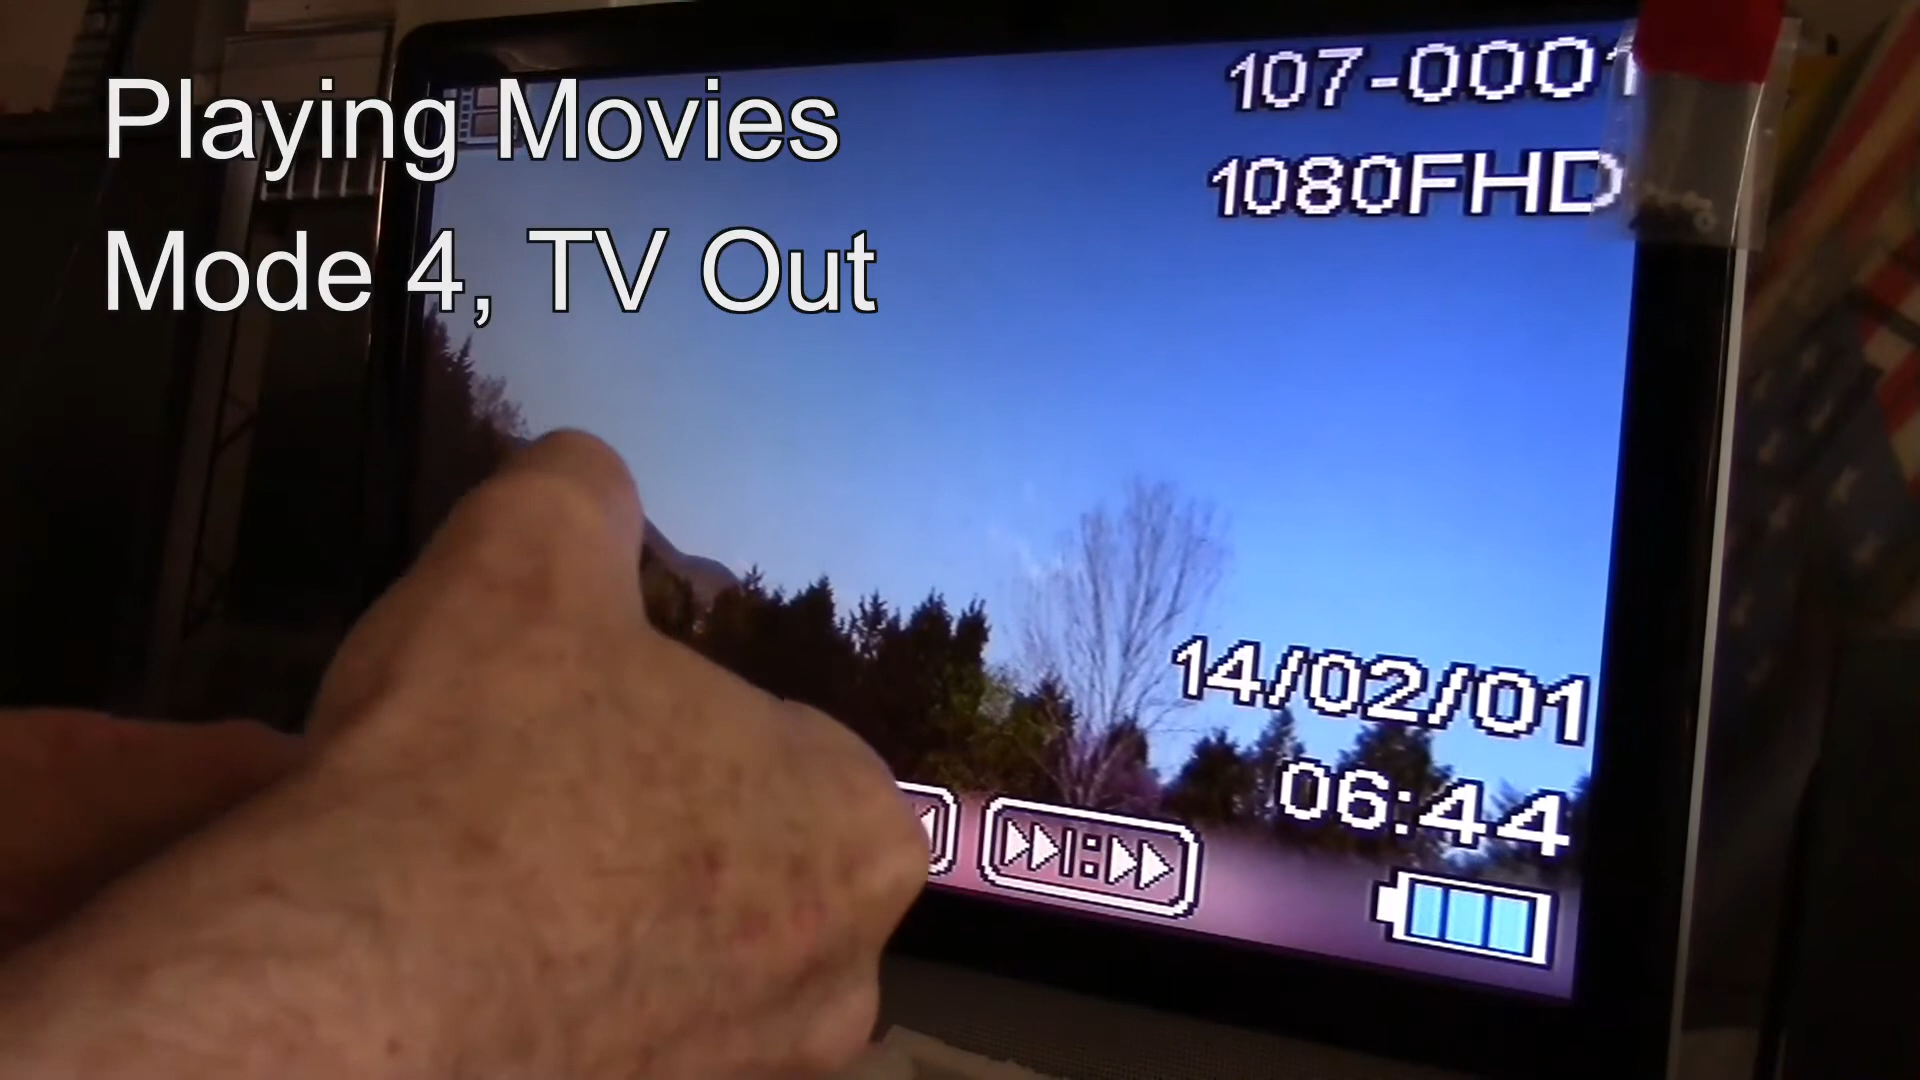 Playing Movies
Mode 4, TV Out
107-0001
1080FHD
14/02/01
06:44